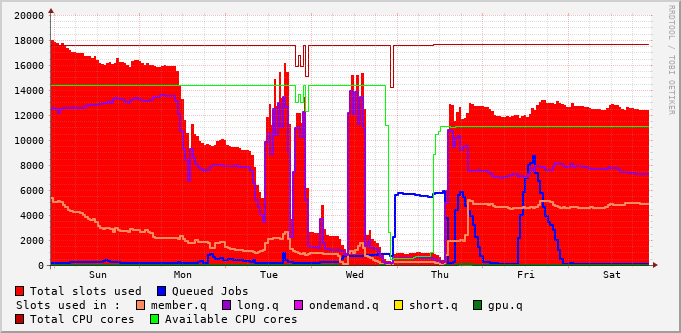 RRDTOOL / TOBI OETIKER
20000
18000
16000
14000
12000
10000
8000
6000
4000
2000
0
Sun Mon Tue Wed Thu Fri Sat
Total slots used Queued Jobs
Slots used in : member.q long.q ondemand.q short.q gpu.q
Total CPU cores Available CPU cores